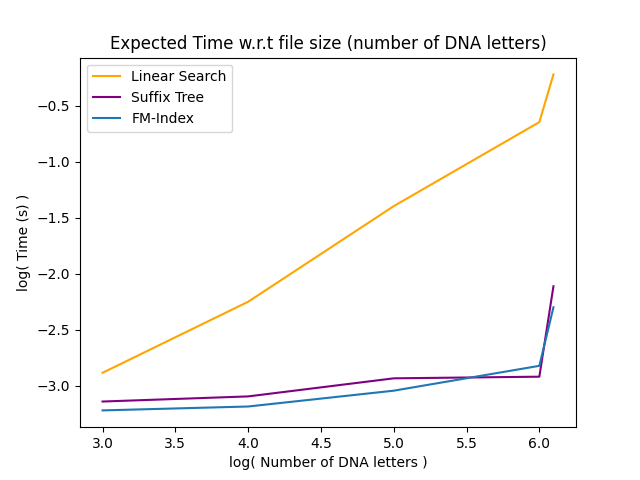 Expected Time w.r.t file size (number of DNA letters)
Linear Search
Suffix Tree
FM-Index
−0.5
−1.0
−1.5
−2.0
−2.5
−3.0
log( Time (s) )
3.0 3.5 4.0 4.5 5.0 5.5 6.0
log( Number of DNA letters )